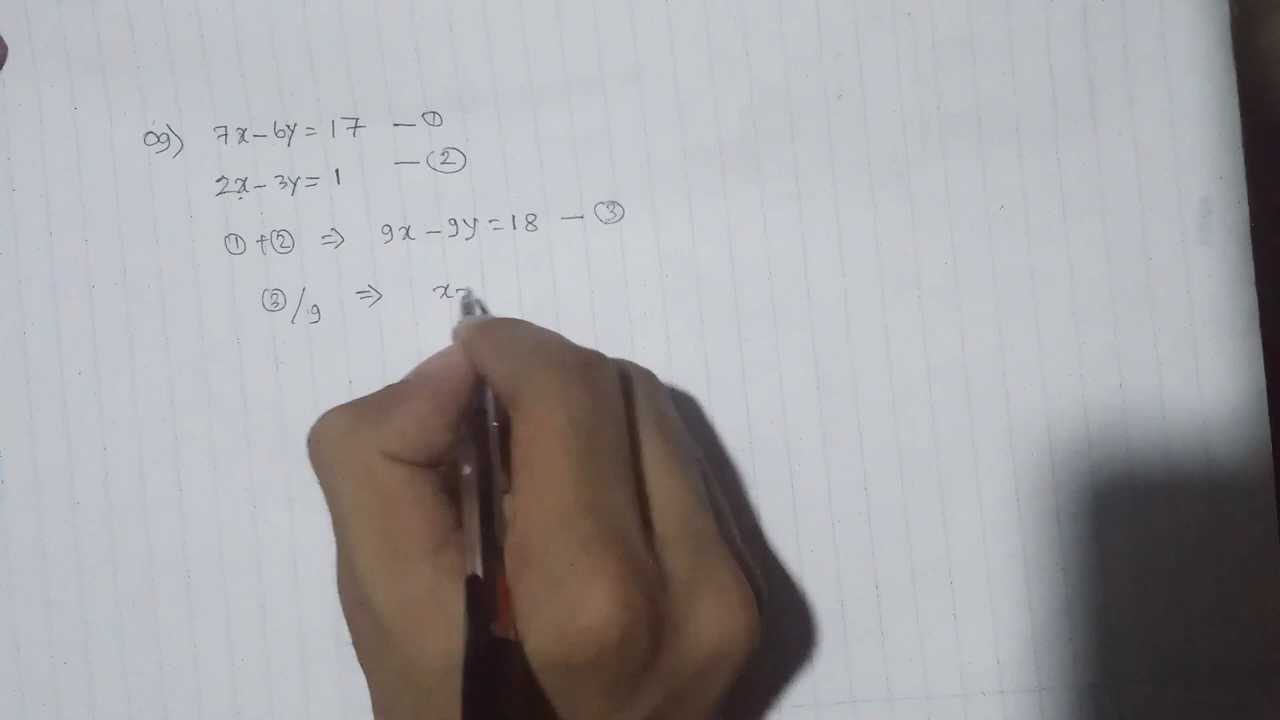 09) 7x - 6y = 17 — ①
2x - 3y = 1 — ②
① + ② ⇒ 9x - 9y = 18 — ③
③/9 ⇒ x -